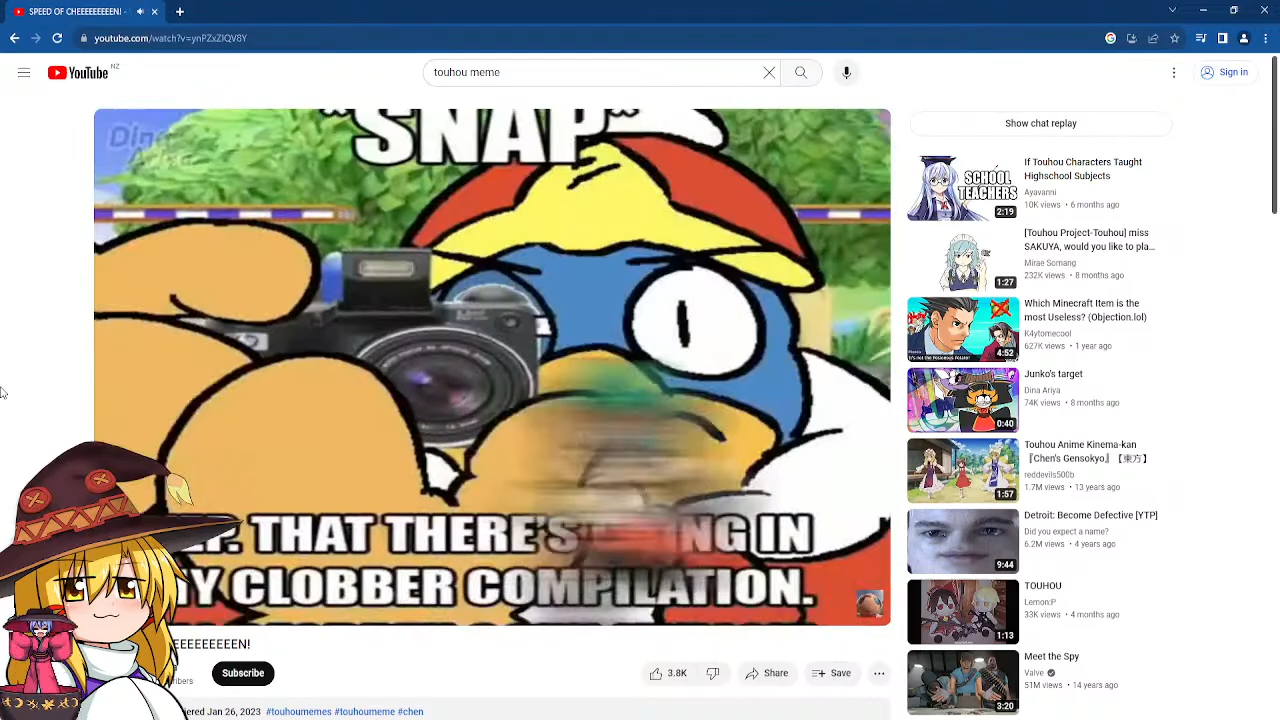 SPEED OF CHEEEEEEEEN!
youtube.com/watch?v=ynPZxZIQV8Y
YouTube NZ
touhou meme
Sign in
*SNAP*
THAT THERE'S
IN
CLOBBER COMPILATION.
EEEEEEEEEEN!
Subscribe
3.8K
Share
Save
Jan 26, 2023 #touhoumemes #touhoumeme #chen
Show chat replay
SCHOOL
TEACHERS
2:19
If Touhou Characters Taught
Highschool Subjects
Ayavanni
10K views • 6 months ago
1:27
[Touhou Project-Touhou] miss
SAKUYA, would you like to pla...
Mirae Somang
232K views • 8 months ago
4:52
Which Minecraft Item is the
most Useless? (Objection.lol)
K4ytomecool
627K views • 1 year ago
0:40
Junko's target
Dina Ariya
74K views • 8 months ago
1:57
Touhou Anime Kinema-kan
『Chen's Gensokyo』【東方】
reddevils500b
1.7M views • 13 years ago
9:44
Detroit: Become Defective [YTP]
Did you expect a name?
6.2M views • 4 years ago
1:13
TOUHOU
Lemon:P
33K views • 4 months ago
3:20
Meet the Spy
Valve
51M views • 14 years ago